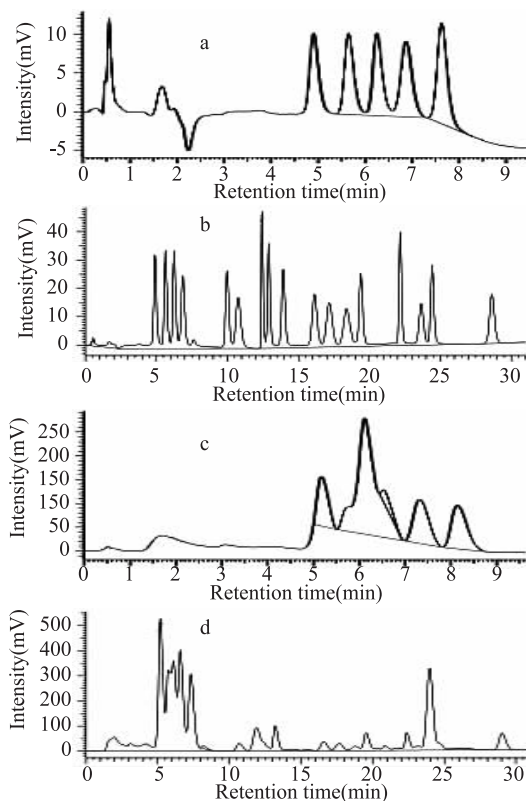 a
Intensity(mV)
10
5
0
-5
0 1 2 3 4 5 6 7 8 9
Retention time(min)
b
Intensity(mV)
40
30
20
10
0
0 5 10 15 20 25 30
Retention time(min)
c
Intensity(mV)
250
150
150
50
50
0
0 1 2 3 4 5 6 7 8 9
Retention time(min)
d
Intensity(mV)
500
400
300
200
100
0
0 5 10 15 20 25 30
Retention time(min)